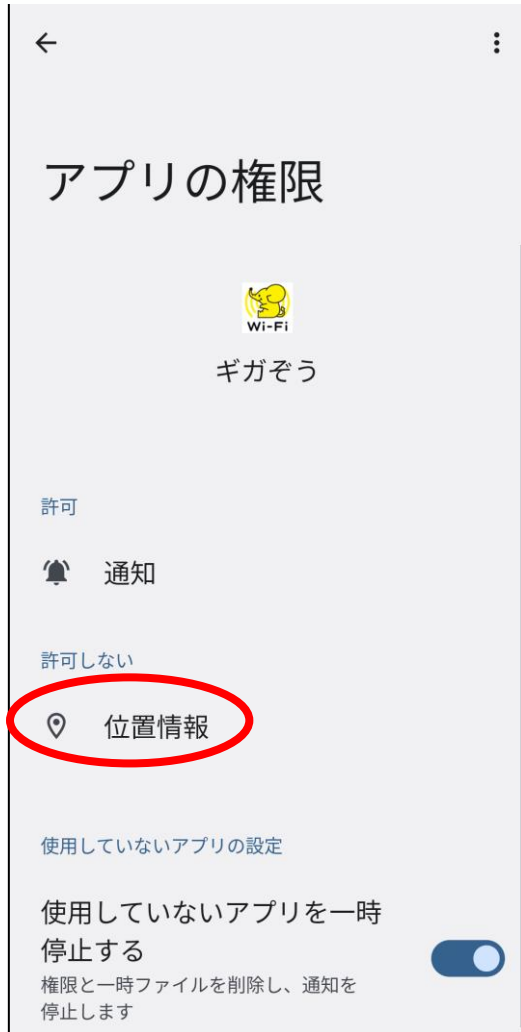 アプリの権限
Wi-Fi
ギガぞう
許可
通知
許可しない
位置情報
使用していないアプリの設定
使用していないアプリを一時
停止する
権限と一時ファイルを削除し、通知を
停止します